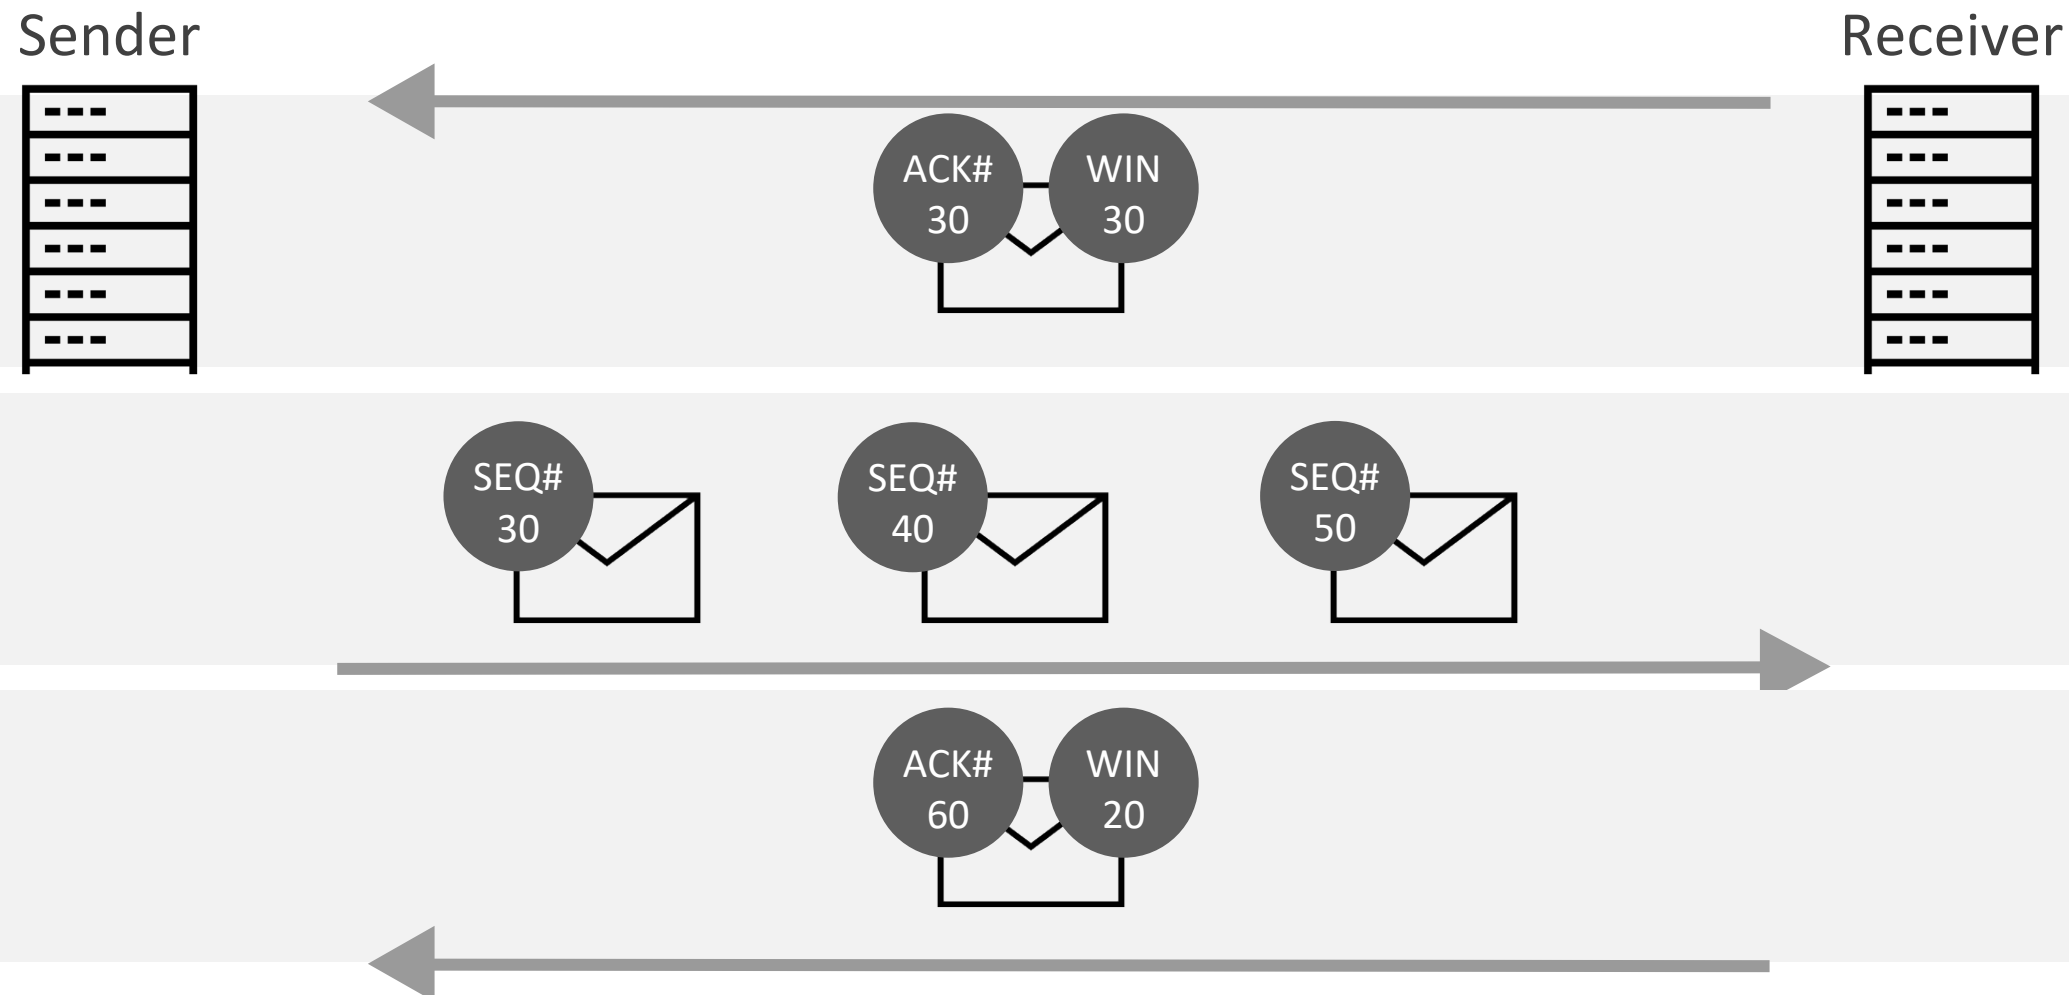 Sender
Receiver
ACK#
30
WIN
30
SEQ#
30
SEQ#
40
SEQ#
50
ACK#
60
WIN
20